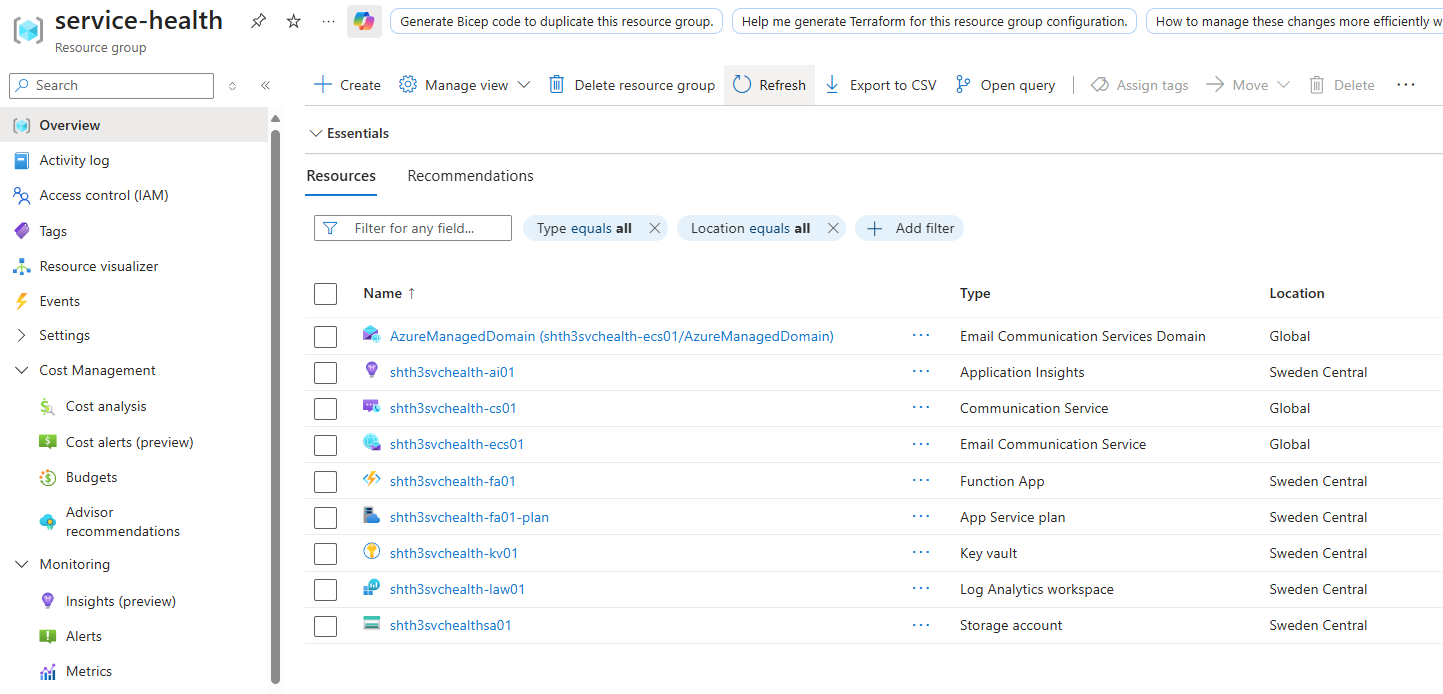 service-health
Resource group
Generate Bicep code to duplicate this resource group.
Help me generate Terraform for this resource group configuration.
How to manage these changes more efficiently w
Search
Create
Manage view
Delete resource group
Refresh
Export to CSV
Open query
Assign tags
Move
Delete
Overview
Activity log
Access control (IAM)
Tags
Resource visualizer
Events
Settings
Cost Management
Cost analysis
Cost alerts (preview)
Budgets
Advisor
recommendations
Monitoring
Insights (preview)
Alerts
Metrics
Essentials
Resources Recommendations
Filter for any field...
Type equals all
Location equals all
Add filter
Name ↑ Type Location
AzureManagedDomain (shth3svchealth-ecs01/AzureManagedDomain) ··· Email Communication Services Domain Global
shth3svchealth-ai01 ··· Application Insights Sweden Central
shth3svchealth-cs01 ··· Communication Service Global
shth3svchealth-ecs01 ··· Email Communication Service Global
shth3svchealth-fa01 ··· Function App Sweden Central
shth3svchealth-fa01-plan ··· App Service plan Sweden Central
shth3svchealth-kv01 ··· Key vault Sweden Central
shth3svchealth-law01 ··· Log Analytics workspace Sweden Central
shth3svchealthsa01 ··· Storage account Sweden Central